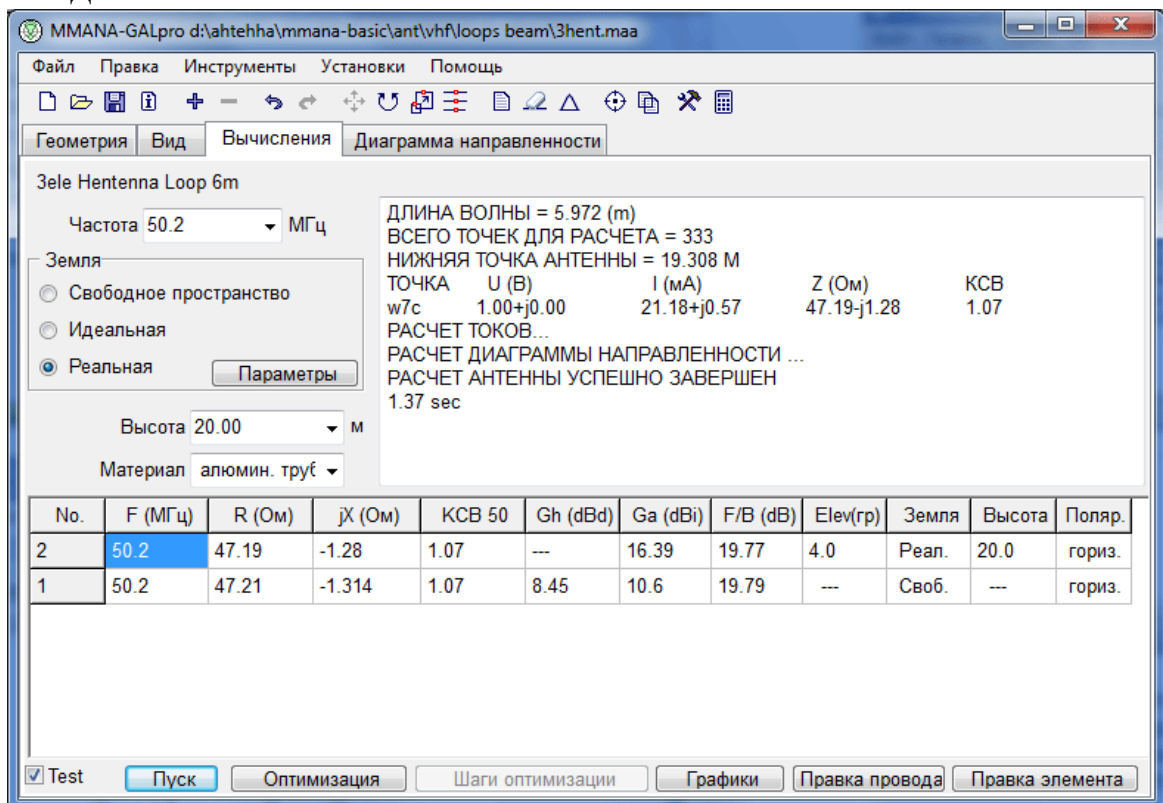 MMANA-GALpro d:\ahtehha\mmana-basic\ant\vhf\loops beam\3hent.maa
Файл Правка Инструменты Установки Помощь
Геометрия Вид Вычисления Диаграмма направленности
3ele Hentenna Loop 6m
Частота 50.2 МГц
Земля
Свободное пространство
Идеальная
Реальная Параметры
Высота 20.00 м
Материал алюмин. труб
ДЛИНА ВОЛНЫ = 5.972 (m)
ВСЕГО ТОЧЕК ДЛЯ РАСЧЕТА = 333
НИЖНЯЯ ТОЧКА АНТЕННЫ = 19.308 М
ТОЧКА U (В) I (мА) Z (Ом) КСВ
w7c 1.00+j0.00 21.18+j0.57 47.19-j1.28 1.07
РАСЧЕТ ТОКОВ...
РАСЧЕТ ДИАГРАММЫ НАПРАВЛЕННОСТИ ...
РАСЧЕТ АНТЕННЫ УСПЕШНО ЗАВЕРШЕН
1.37 sec
No. F (МГц) R (Ом) jX (Ом) КСВ 50 Gh (dBd) Ga (dBi) F/B (dB) Elev(гр) Земля Высота Поляр.
2 50.2 47.19 -1.28 1.07 --- 16.39 19.77 4.0 Реал. 20.0 гориз.
1 50.2 47.21 -1.314 1.07 8.45 10.6 19.79 --- Своб. --- гориз.
Test Пуск Оптимизация Шаги оптимизации Графики Правка провода Правка элемента